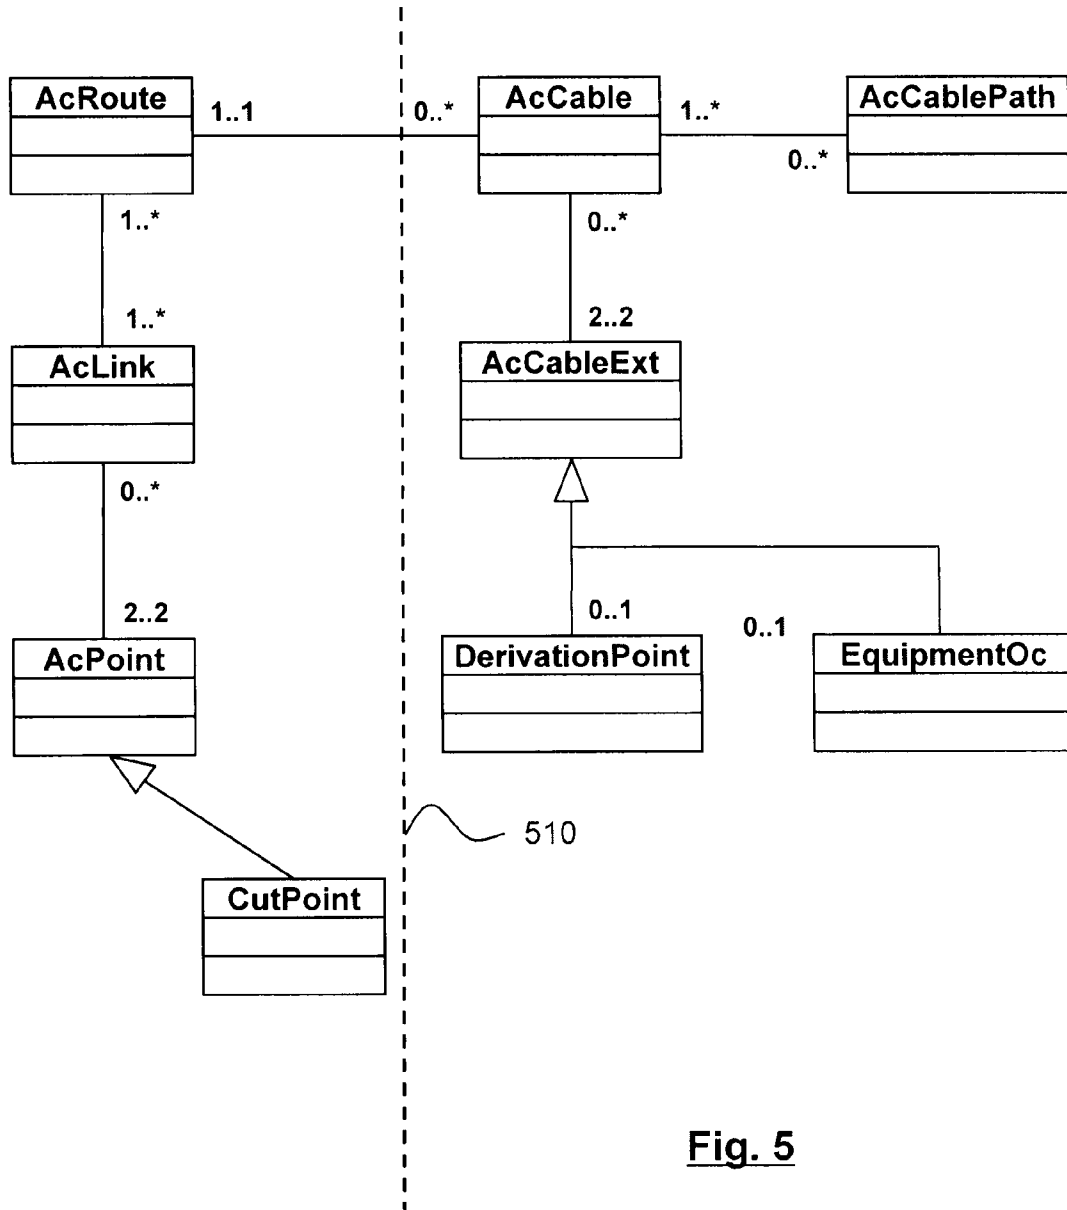 AcRoute
1..1
0..*
AcCable
1..*
0..*
AcCablePath
1..*
0..*
1..*
2..2
AcLink
AcCableExt
0..*
2..2
0..1
0..1
AcPoint
DerivationPoint
EquipmentOc
510
CutPoint
Fig. 5